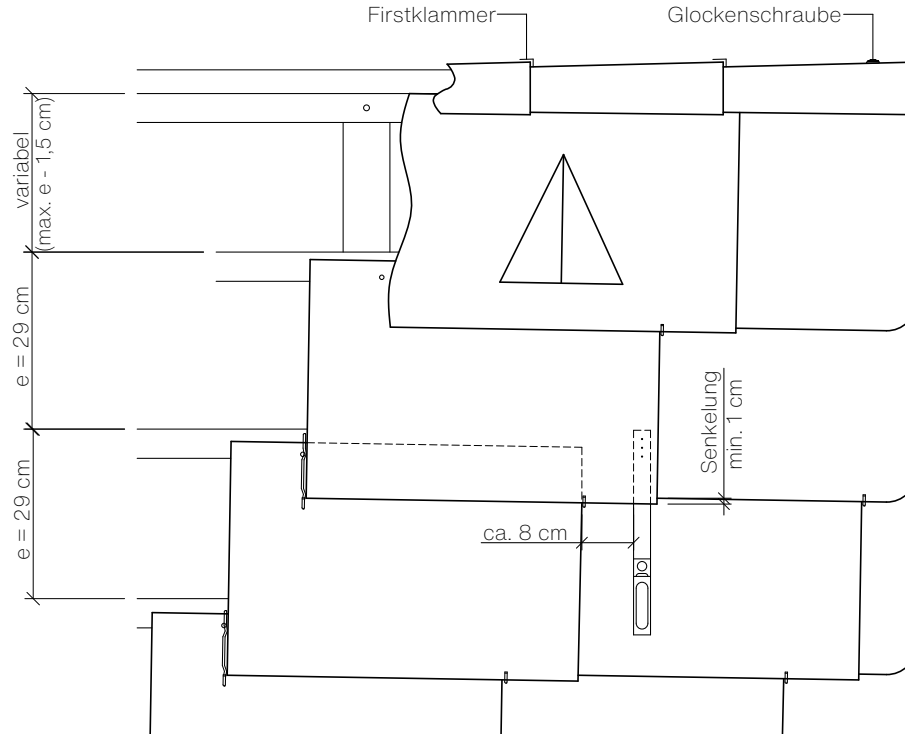 Firstklammer
Glockenschraube
variabel
(max. e - 1,5 cm)
e = 29 cm
Senkelung
min. 1 cm
e = 29 cm
ca. 8 cm